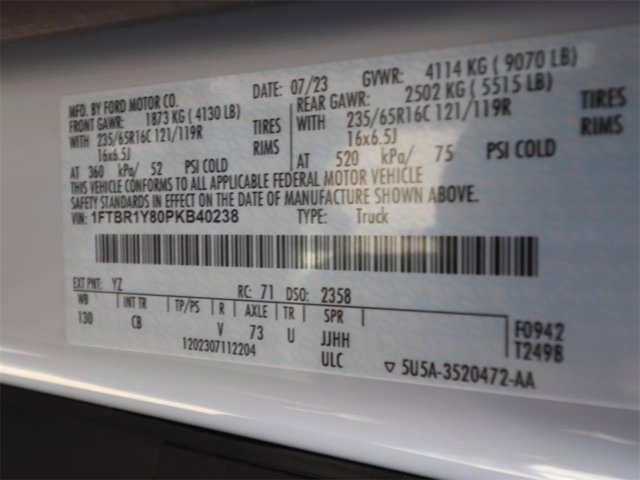 MFD. BY FORD MOTOR CO. DATE: 07/23 GVWR: 4114 KG ( 9070 LB)
FRONT GAWR: 1873 KG ( 4130 LB) REAR GAWR: 2502 KG ( 5515 LB)
WITH 235/65R16C 121/119R TIRES WITH 235/65R16C 121/119R TIRES
16x6.5J RIMS 16x6.5J RIMS
AT 360 kPa/ 52 PSI COLD AT 520 kPa/ 75 PSI COLD
THIS VEHICLE CONFORMS TO ALL APPLICABLE FEDERAL MOTOR VEHICLE
SAFETY STANDARDS IN EFFECT ON THE DATE OF MANUFACTURE SHOWN ABOVE.
VIN: 1FTBR1Y80PKB40238 TYPE: Truck
EXT PNT: YZ RC: 71 DSO: 2358
WB INT TR TP/PS R AXLE TR SPR F0942
130 CB V 73 U JJHH T2498
1202307112204 ULC ▽ 5U5A-3520472-AA